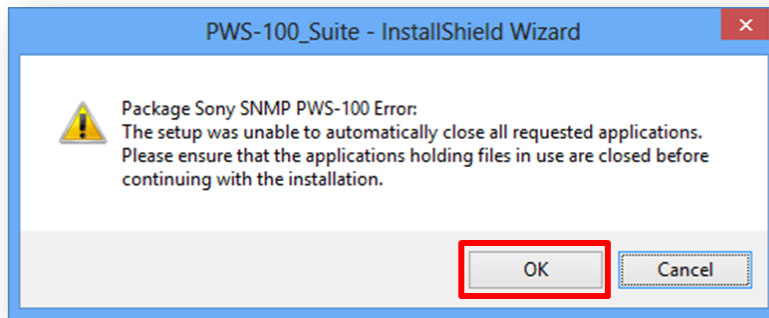 PWS-100_Suite - InstallShield Wizard
Package Sony SNMP PWS-100 Error:
The setup was unable to automatically close all requested applications.
Please ensure that the applications holding files in use are closed before
continuing with the installation.
OK
Cancel